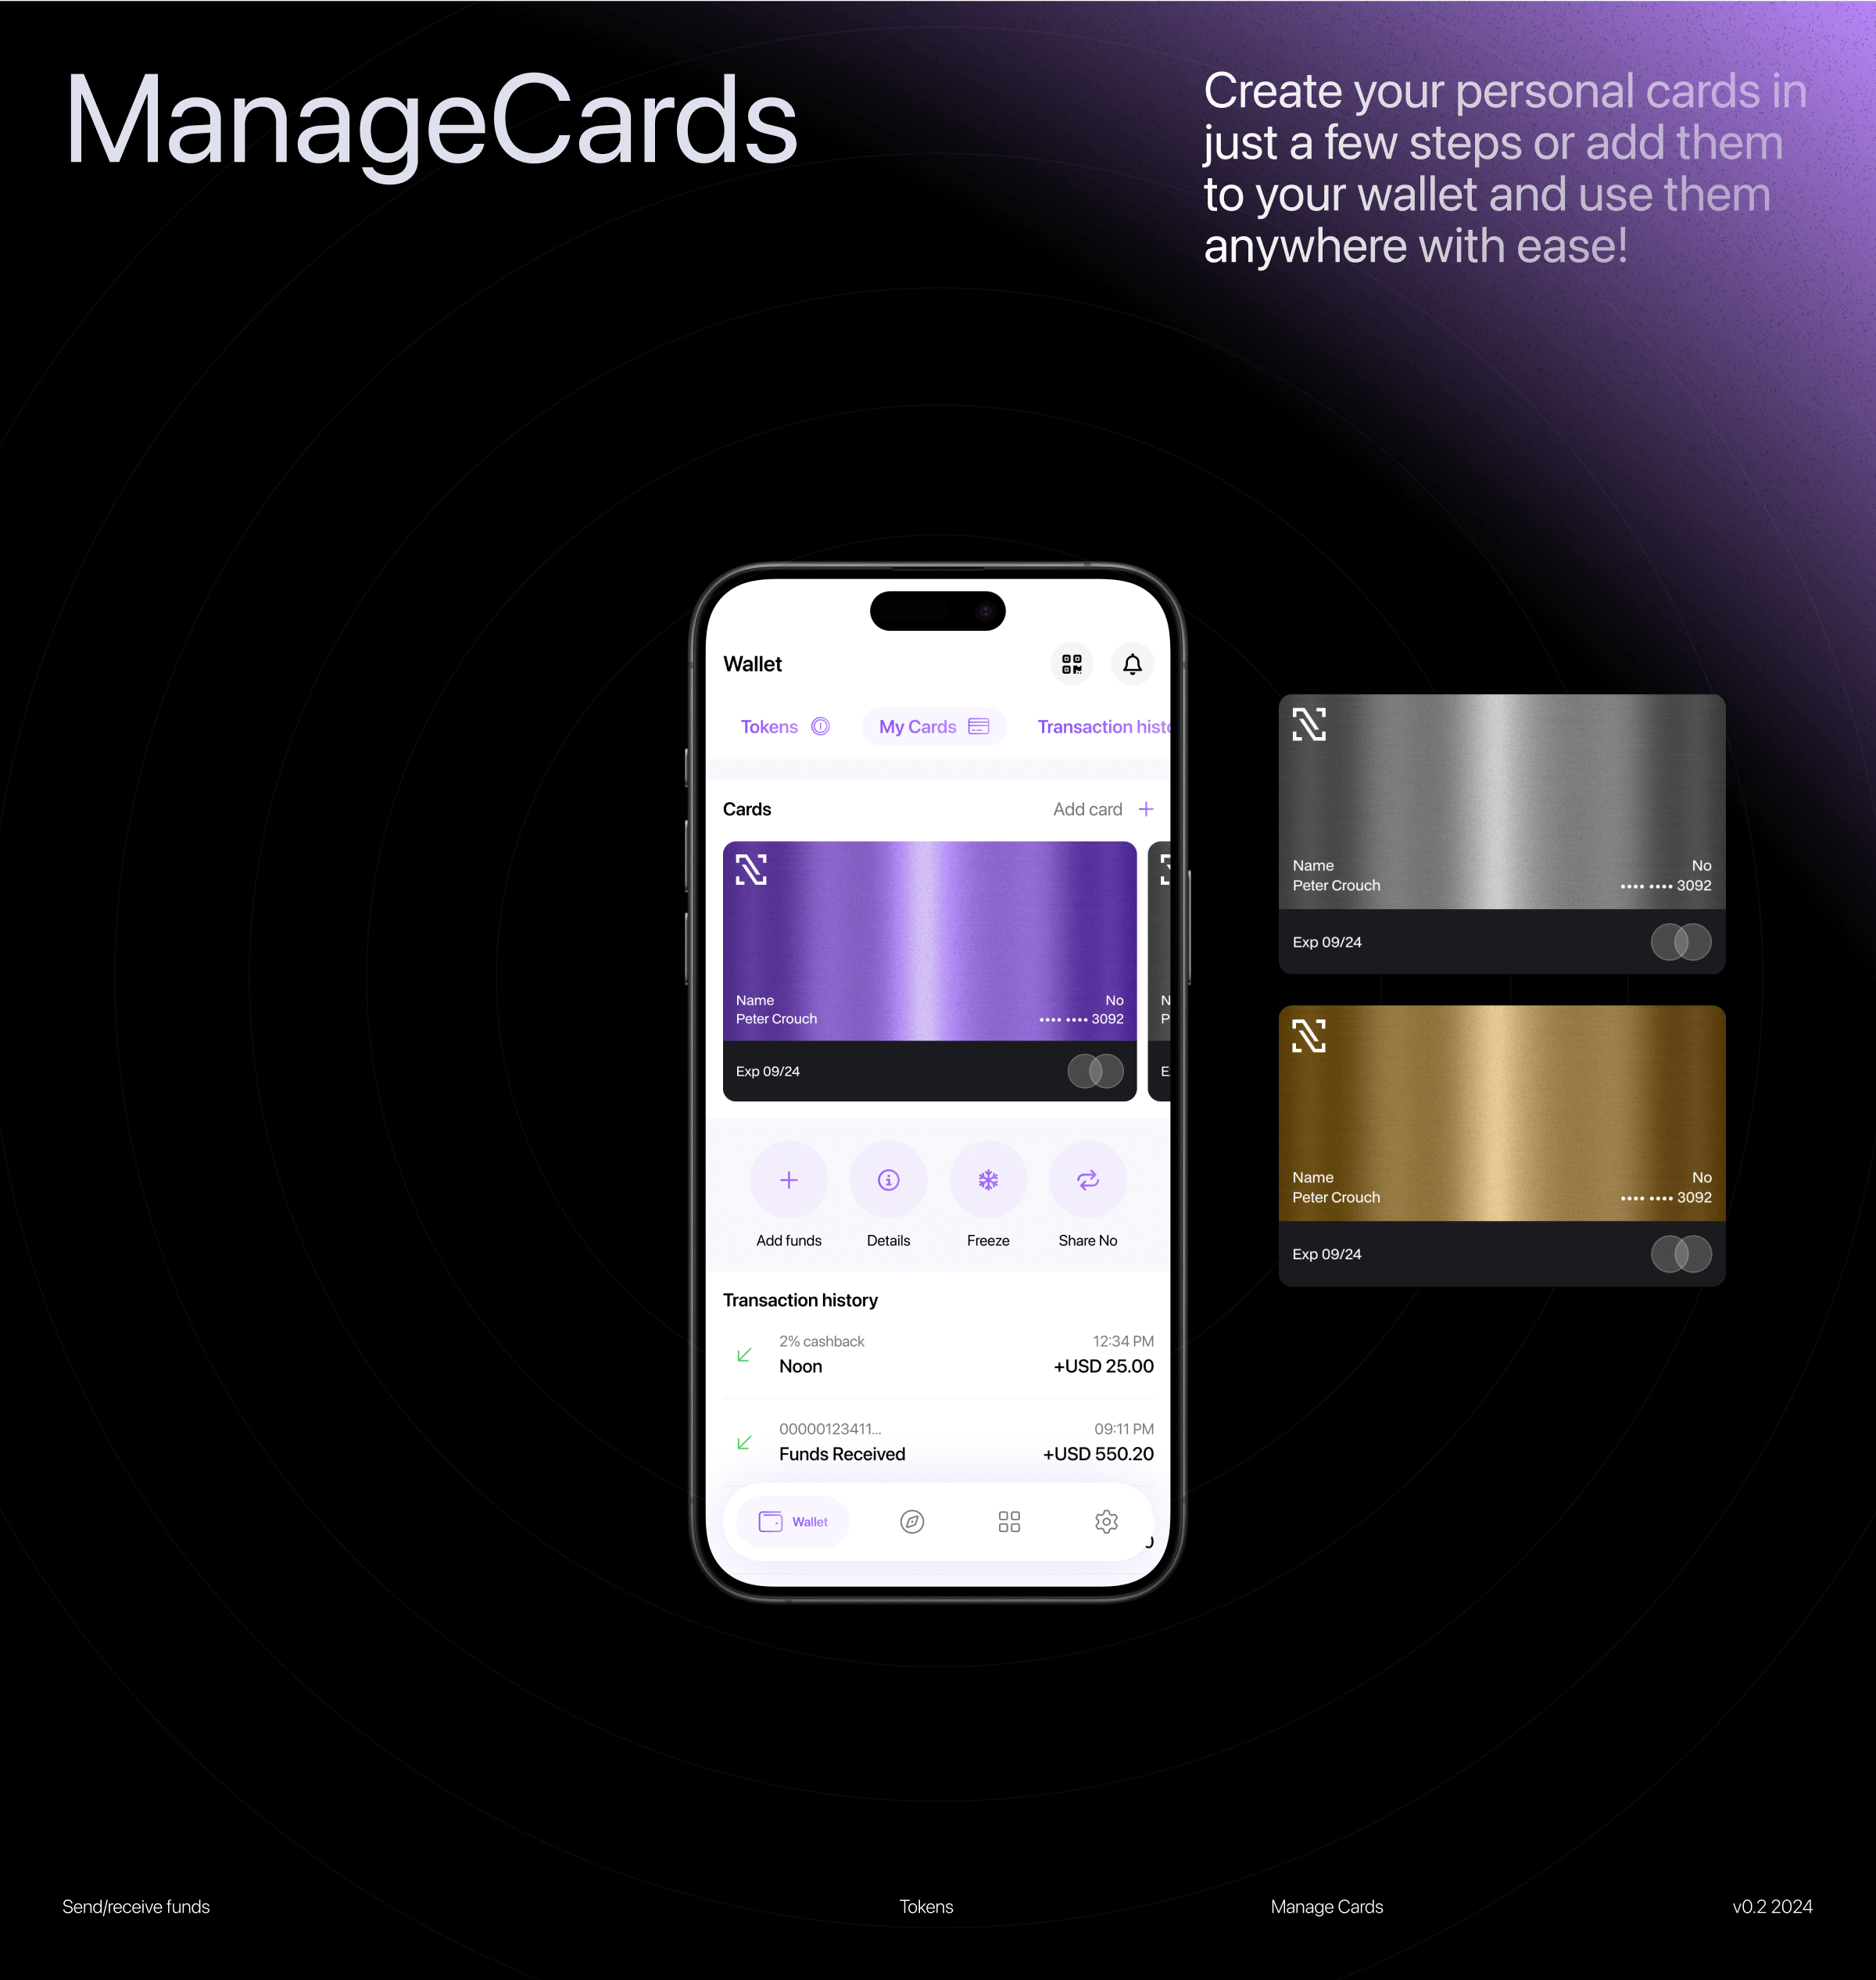 ManageCards
Create your personal cards in
just a few steps or add them
to your wallet and use them
anywhere with ease!
Wallet
Tokens
My Cards
Transaction histo
Cards
Add card
Name
No
Peter Crouch
•••• •••• 3092
Exp 09/24
N
P
E
Add funds
Details
Freeze
Share No
Transaction history
2% cashback
12:34 PM
Noon
+USD 25.00
00000123411...
09:11 PM
Funds Received
+USD 550.20
Wallet
Name
No
Peter Crouch
•••• •••• 3092
Exp 09/24
Name
No
Peter Crouch
•••• •••• 3092
Exp 09/24
Send/receive funds
Tokens
Manage Cards
v0.2 2024